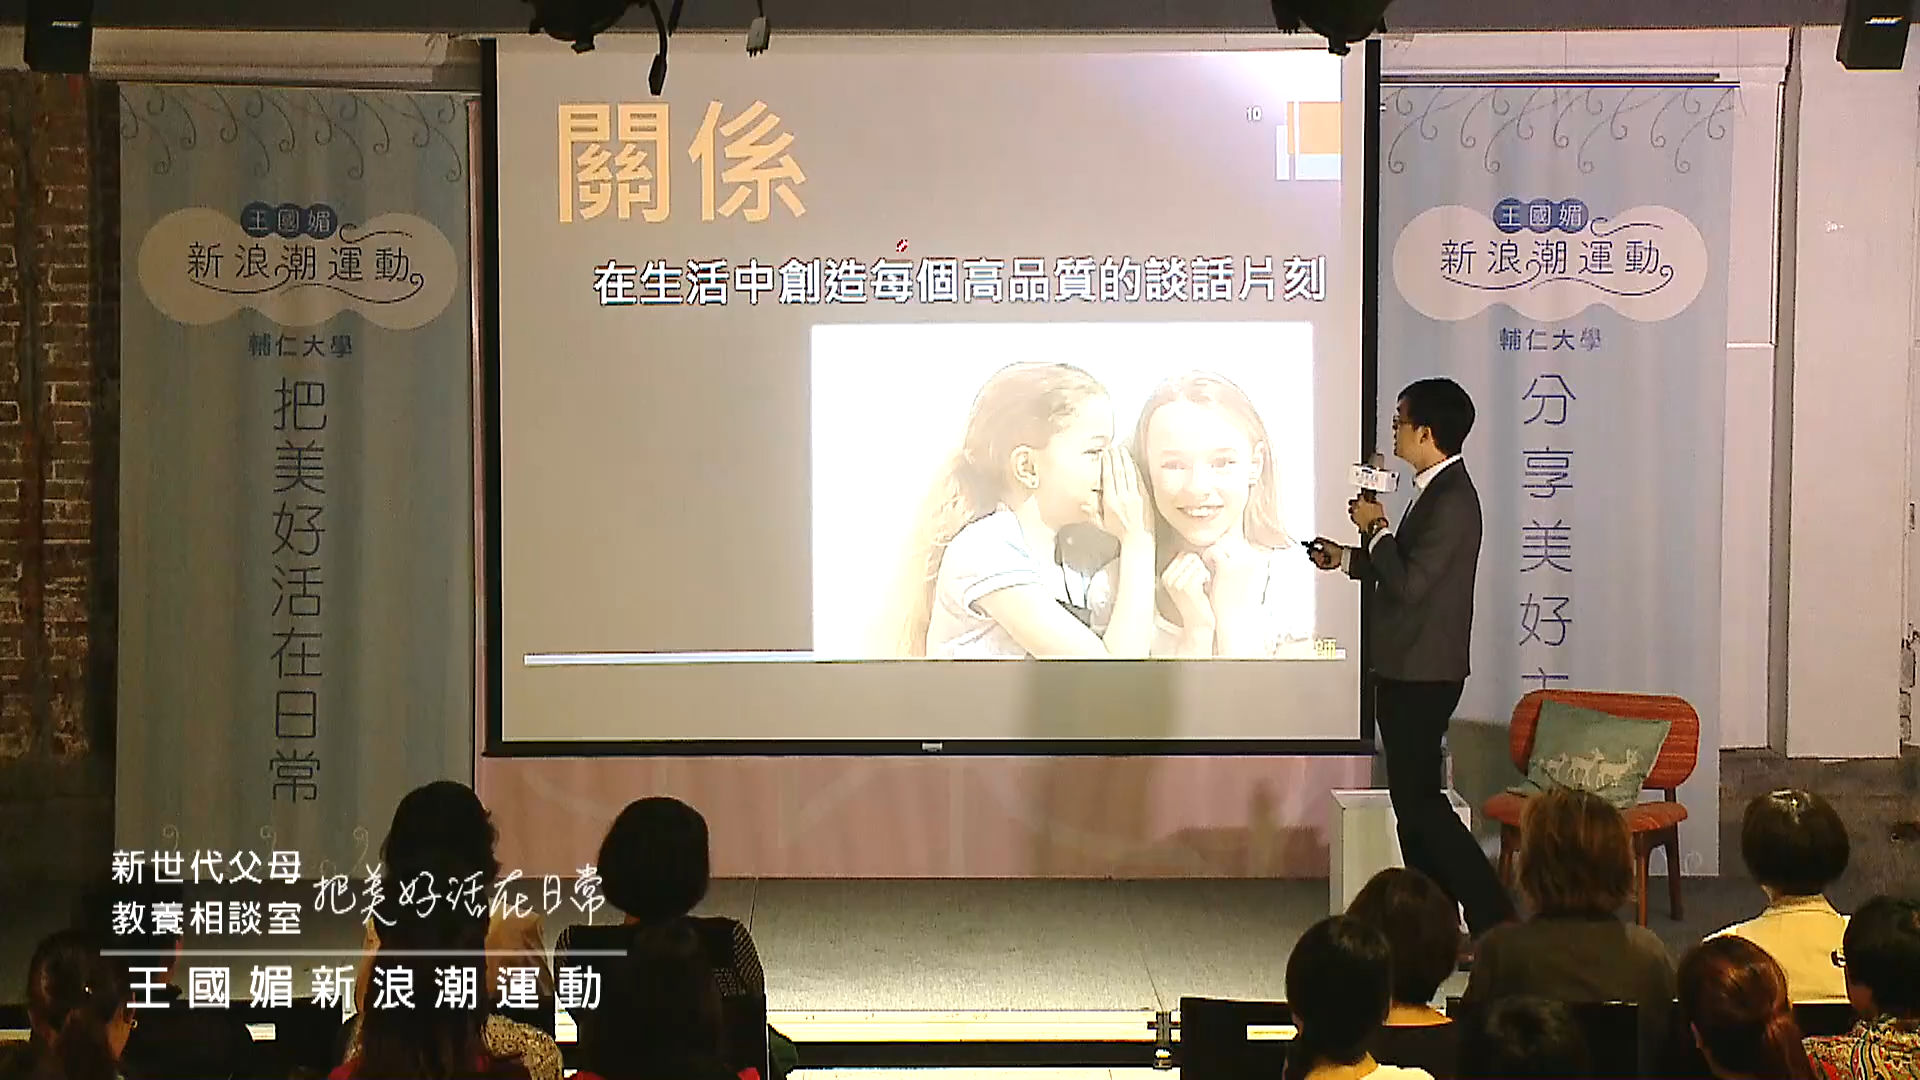 關係
10
在生活中創造每個高品質的談話片刻
王國媚
新浪潮運動
輔仁大學
把美好活在日常
王國媚
新浪潮運動
輔仁大學
分享美好
新世代父母
教養相談室
把美好活在日常
王國媚新浪潮運動